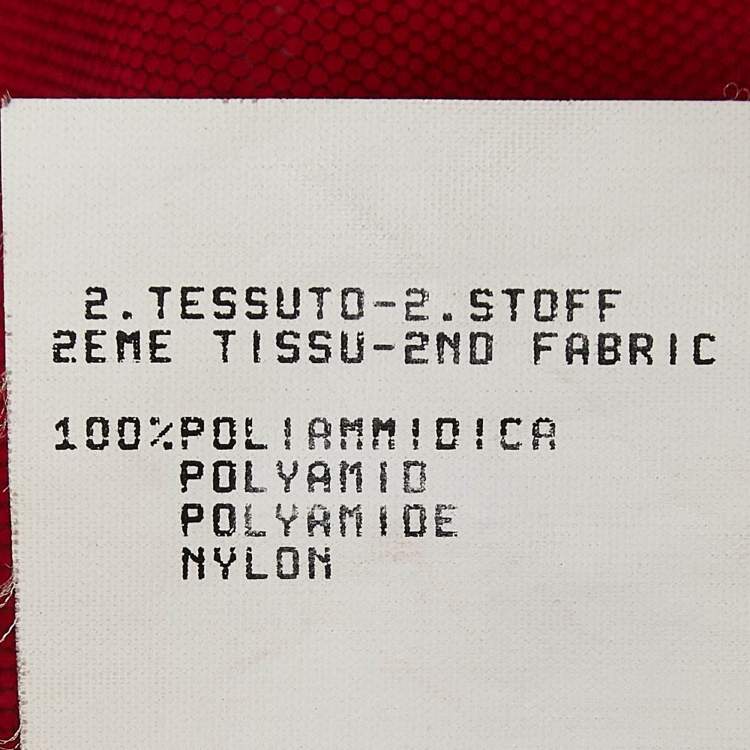 2.TESSUTO-2.STOFF
2EME TISSU-2ND FABRIC
100%POLIAMMIDICA
POLYAMID
POLYAMIDE
NYLON